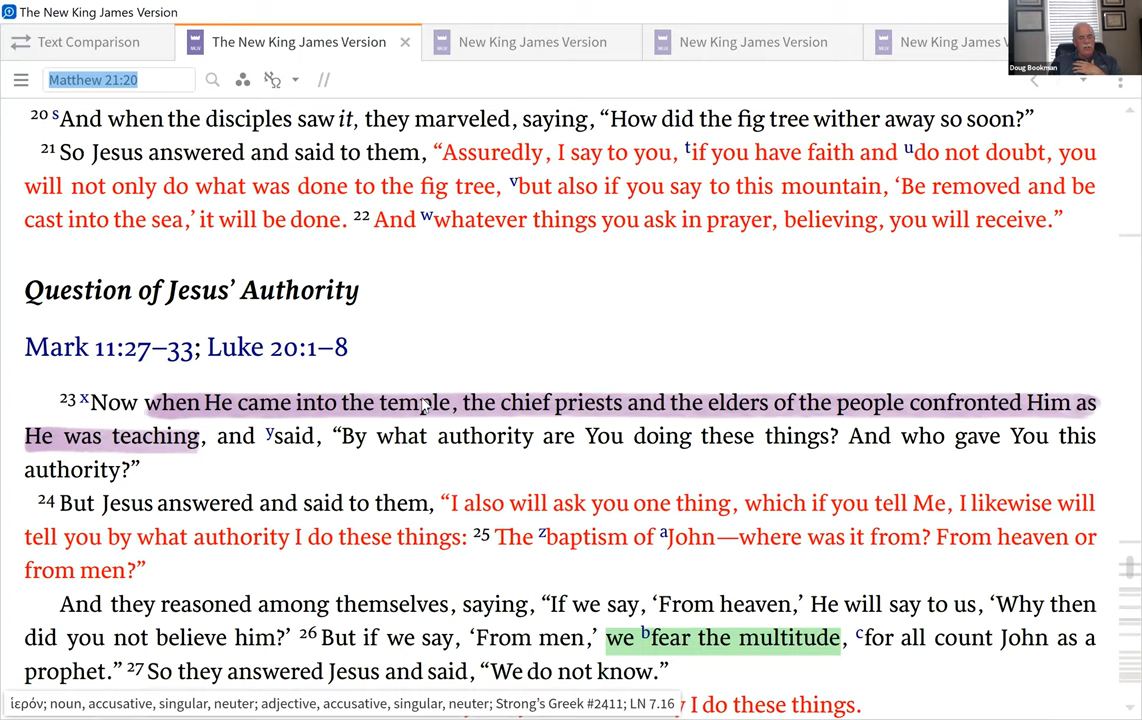 The New King James Version
Text Comparison
The New King James Version
New King James Version
New King James Version
New King James V
Doug Bookman
Matthew 21:20
20 sAnd when the disciples saw it, they marveled, saying, “How did the fig tree wither away so soon?”
21 So Jesus answered and said to them, “Assuredly, I say to you, tif you have faith and udo not doubt, you
will not only do what was done to the fig tree, vbut also if you say to this mountain, ‘Be removed and be
cast into the sea,’ it will be done. 22 And wwhatever things you ask in prayer, believing, you will receive.”
Question of Jesus’ Authority
Mark 11:27–33; Luke 20:1–8
23 xNow when He came into the temple, the chief priests and the elders of the people confronted Him as
He was teaching, and ysaid, “By what authority are You doing these things? And who gave You this
authority?”
24 But Jesus answered and said to them, “I also will ask you one thing, which if you tell Me, I likewise will
tell you by what authority I do these things: 25 The zbaptism of aJohn—where was it from? From heaven or
from men?”
And they reasoned among themselves, saying, “If we say, ‘From heaven,’ He will say to us, ‘Why then
did you not believe him?’ 26 But if we say, ‘From men,’ we bfear the multitude, cfor all count John as a
prophet.” 27 So they answered Jesus and said, “We do not know.”
ἱερόν; noun, accusative, singular, neuter; adjective, accusative, singular, neuter; Strong’s Greek #2411; LN 7.16
I do these things.